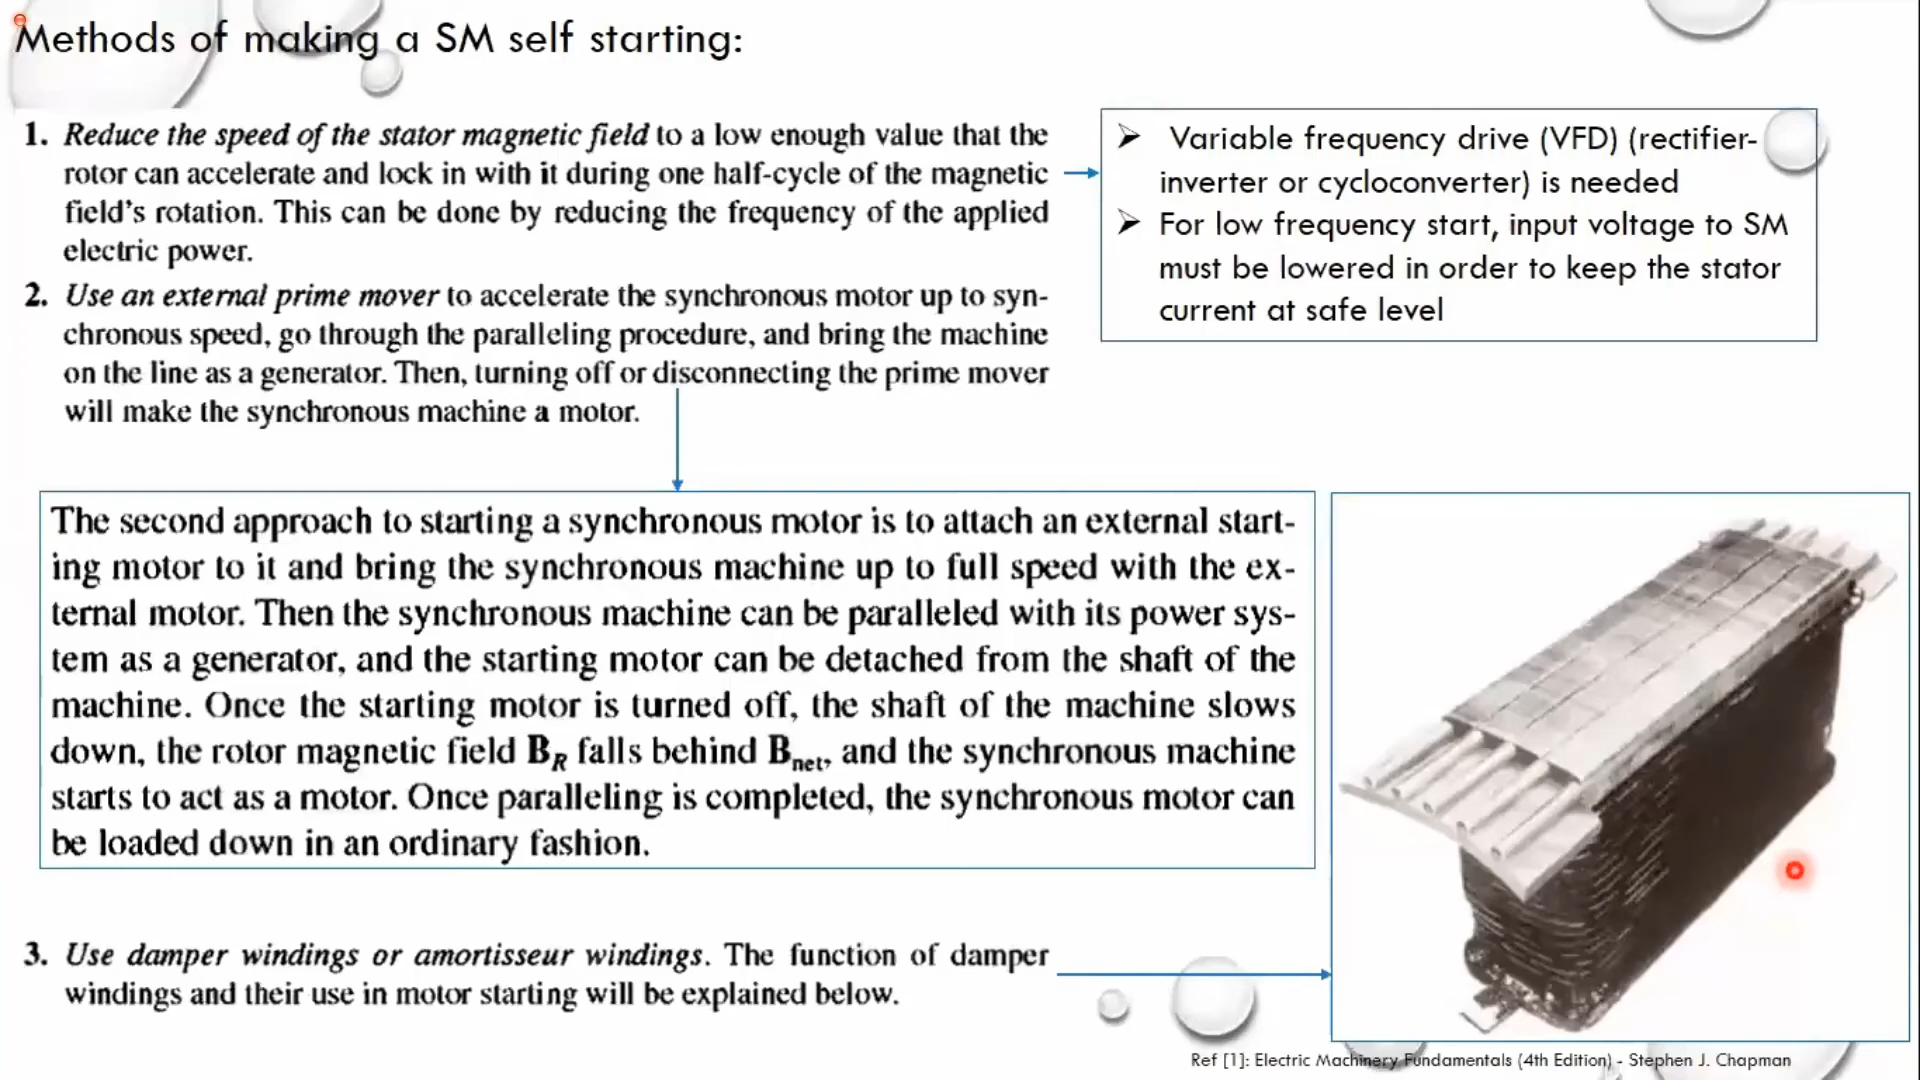 Methods of making a SM self starting:
1. Reduce the speed of the stator magnetic field to a low enough value that the
rotor can accelerate and lock in with it during one half-cycle of the magnetic
field's rotation. This can be done by reducing the frequency of the applied
electric power.
2. Use an external prime mover to accelerate the synchronous motor up to syn-
chronous speed, go through the paralleling procedure, and bring the machine
on the line as a generator. Then, turning off or disconnecting the prime mover
will make the synchronous machine a motor.
➤ Variable frequency drive (VFD) (rectifier-
inverter or cycloconverter) is needed
➤ For low frequency start, input voltage to SM
must be lowered in order to keep the stator
current at safe level
The second approach to starting a synchronous motor is to attach an external start-
ing motor to it and bring the synchronous machine up to full speed with the ex-
ternal motor. Then the synchronous machine can be paralleled with its power sys-
tem as a generator, and the starting motor can be detached from the shaft of the
machine. Once the starting motor is turned off, the shaft of the machine slows
down, the rotor magnetic field B_R falls behind B_net, and the synchronous machine
starts to act as a motor. Once paralleling is completed, the synchronous motor can
be loaded down in an ordinary fashion.
3. Use damper windings or amortisseur windings. The function of damper
windings and their use in motor starting will be explained below.
Ref [1]: Electric Machinery Fundamentals (4th Edition) - Stephen J. Chapman